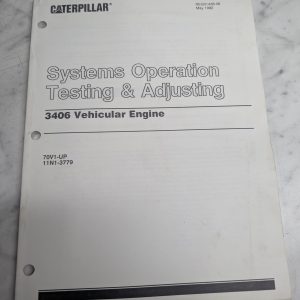 CATERPILLAR®
May 1992
Systems Operation
Testing & Adjusting
3406 Vehicular Engine
70V1-UP
11N1-3779